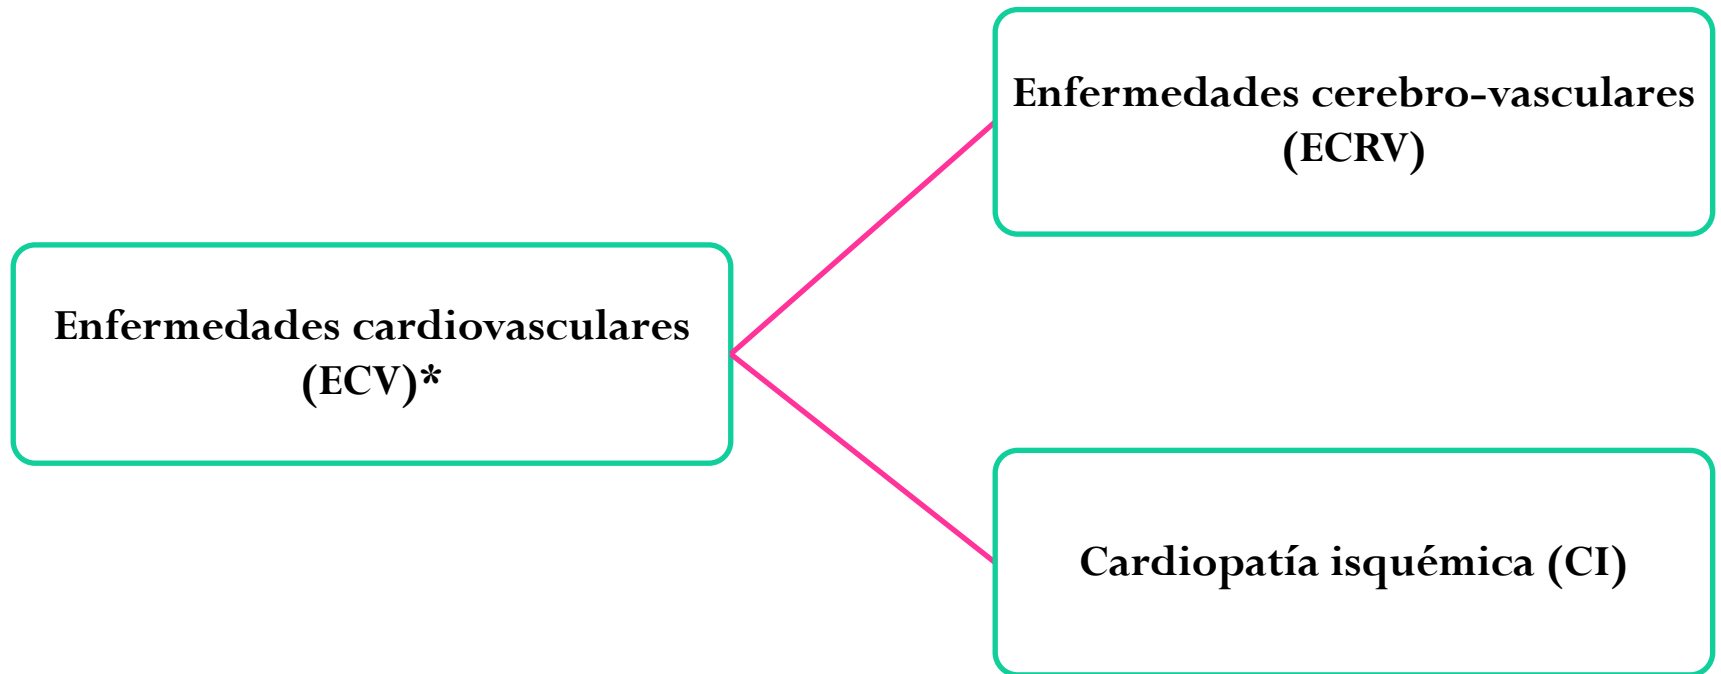 Enfermedades cerebro-vasculares
(ECRV)
Enfermedades cardiovasculares
(ECV)*
Cardiopatía isquémica (CI)